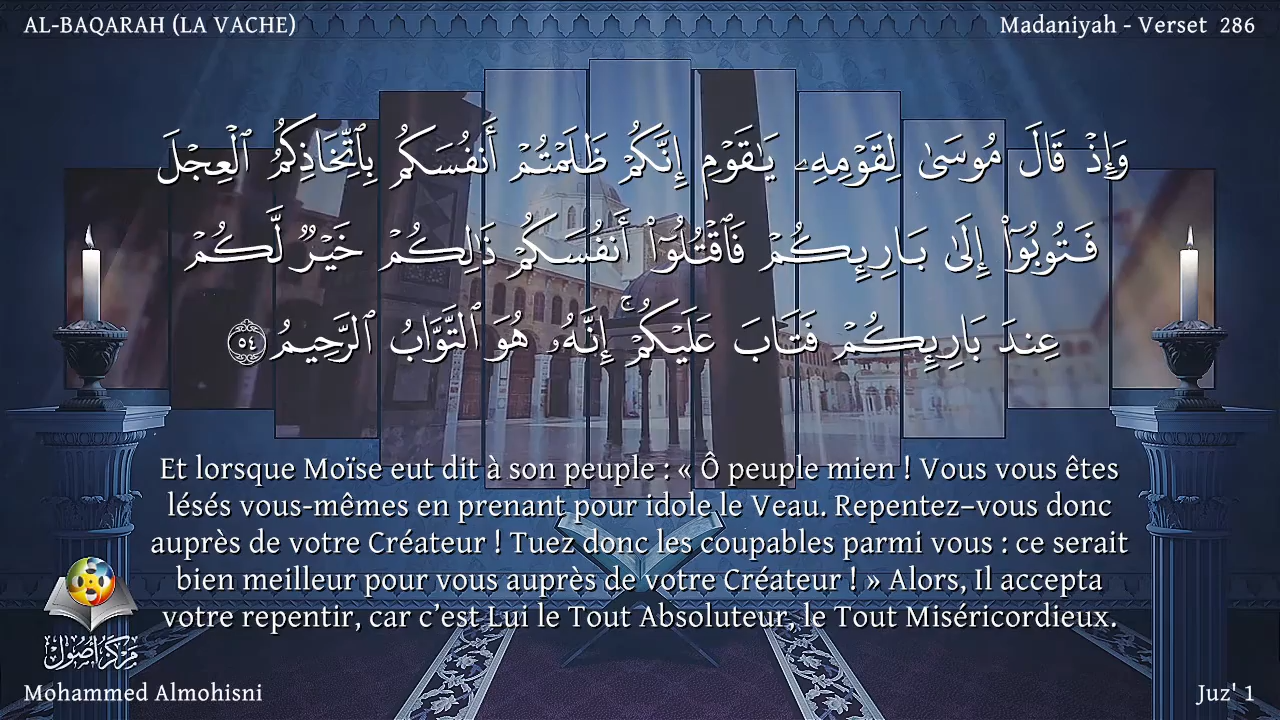 AL-BAQARAH (LA VACHE)
Madaniyah - Verset 286
وَإِذۡ قَالَ مُوسَىٰ لِقَوۡمِهِۦ يَٰقَوۡمِ إِنَّكُمۡ ظَلَمۡتُمۡ أَنفُسَكُم بِٱتِّخَاذِكُمُ ٱلۡعِجۡلَ
فَتُوبُوٓاْ إِلَىٰ بَارِئِكُمۡ فَٱقۡتُلُوٓاْ أَنفُسَكُمۡ ذَٰلِكُمۡ خَيۡرٞ لَّكُمۡ
عِندَ بَارِئِكُمۡ فَتَابَ عَلَيۡكُمۡۚ إِنَّهُۥ هُوَ ٱلتَّوَّابُ ٱلرَّحِيمُ ٥٤
Et lorsque Moïse eut dit à son peuple : « Ô peuple mien ! Vous vous êtes
lésés vous-mêmes en prenant pour idole le Veau. Repentez–vous donc
auprès de votre Créateur ! Tuez donc les coupables parmi vous : ce serait
bien meilleur pour vous auprès de votre Créateur ! » Alors, Il accepta
votre repentir, car c’est Lui le Tout Absoluteur, le Tout Miséricordieux.
مركز أصول
Mohammed Almohisni
Juz' 1